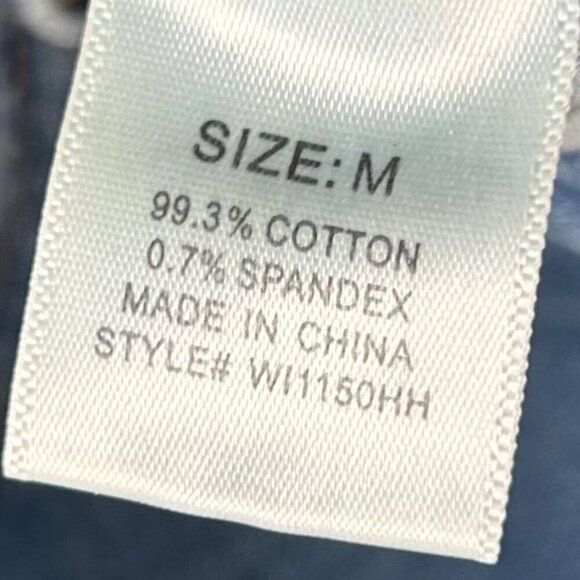 SIZE: M
99.3% COTTON
0.7% SPANDEX
MADE IN CHINA
STYLE# WI1150HH